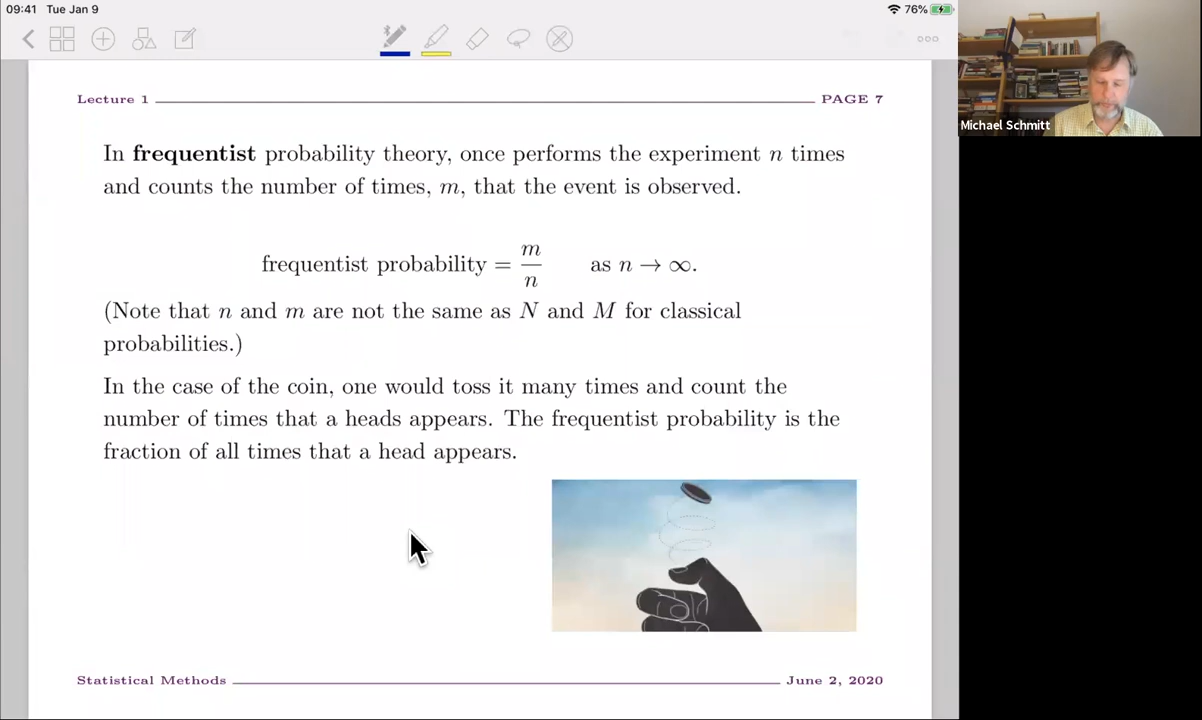 09:41 Tue Jan 9
76%
Lecture 1
PAGE 7
Michael Schmitt
In frequentist probability theory, once performs the experiment n times
and counts the number of times, m, that the event is observed.
frequentist probability = m/n as n → ∞.
(Note that n and m are not the same as N and M for classical
probabilities.)
In the case of the coin, one would toss it many times and count the
number of times that a heads appears. The frequentist probability is the
fraction of all times that a head appears.
Statistical Methods
June 2, 2020